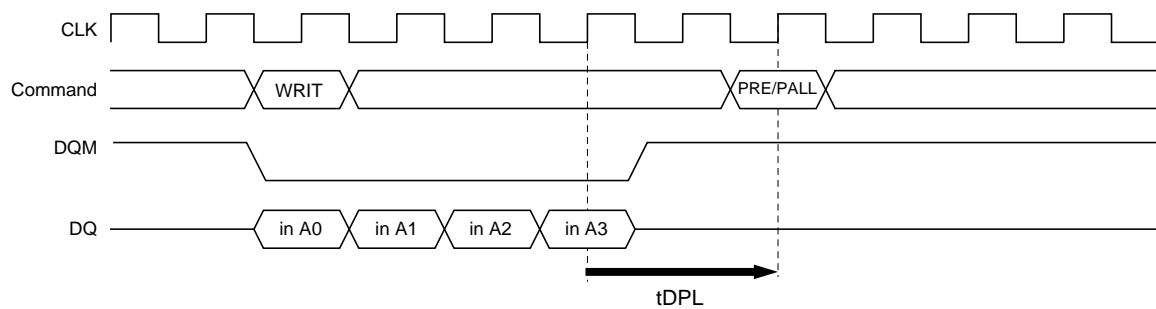 CLK
Command
WRIT
PRE/PALL
DQM
DQ
in A0
in A1
in A2
in A3
tDPL